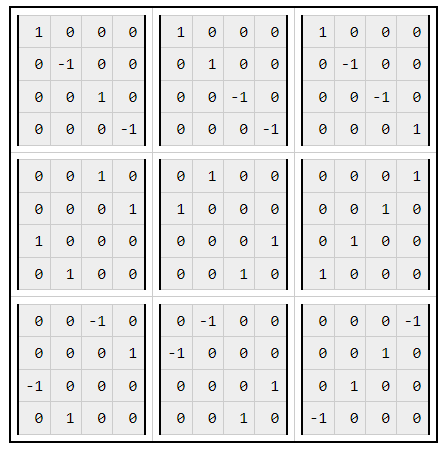 1 0 0 0 1 0 0 0 1 0 0 0
0 -1 0 0 0 1 0 0 0 -1 0 0
0 0 1 0 0 0 -1 0 0 0 -1 0
0 0 0 -1 0 0 0 -1 0 0 0 1
0 0 1 0 0 1 0 0 0 0 0 1
0 0 0 1 1 0 0 0 0 0 1 0
1 0 0 0 0 0 0 1 0 1 0 0
0 1 0 0 0 0 1 0 1 0 0 0
0 0 -1 0 0 -1 0 0 0 0 0 -1
0 0 0 1 -1 0 0 0 0 0 1 0
-1 0 0 0 0 0 0 1 0 1 0 0
0 1 0 0 0 0 1 0 -1 0 0 0